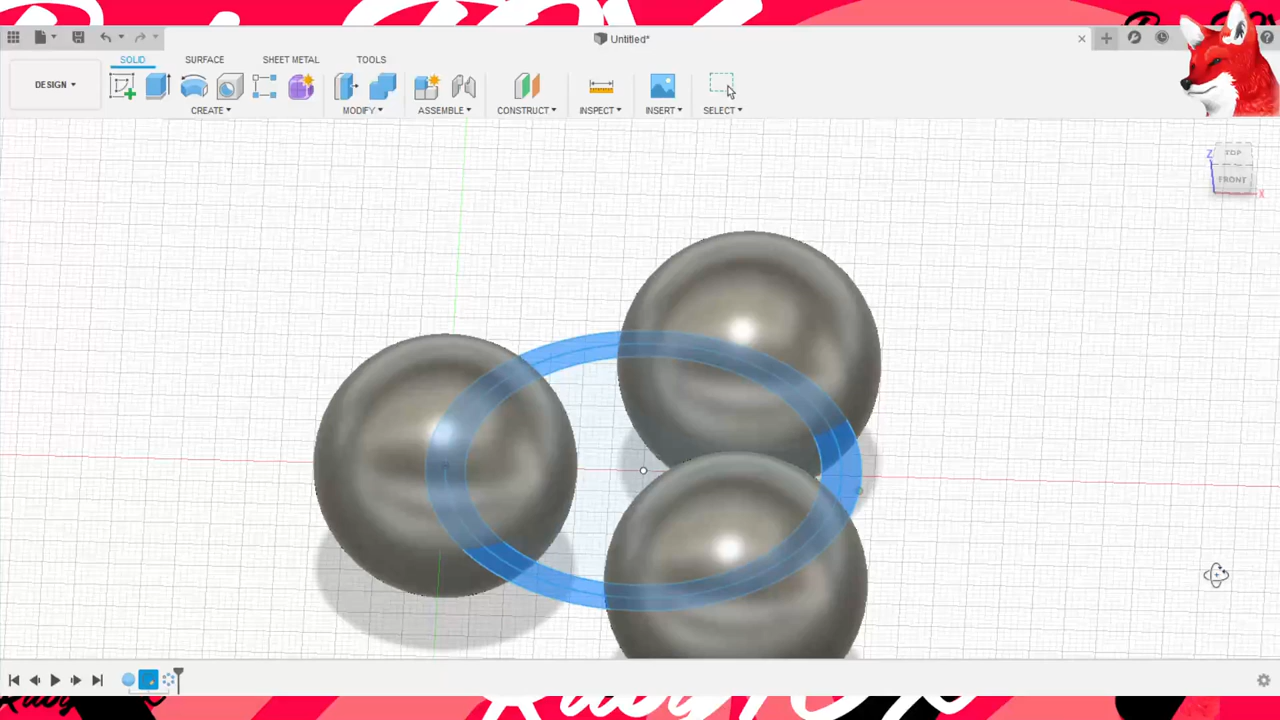 Untitled*
SOLID SURFACE SHEET METAL TOOLS
DESIGN
CREATE MODIFY ASSEMBLE CONSTRUCT INSPECT INSERT SELECT
Z TOP
FRONT
X